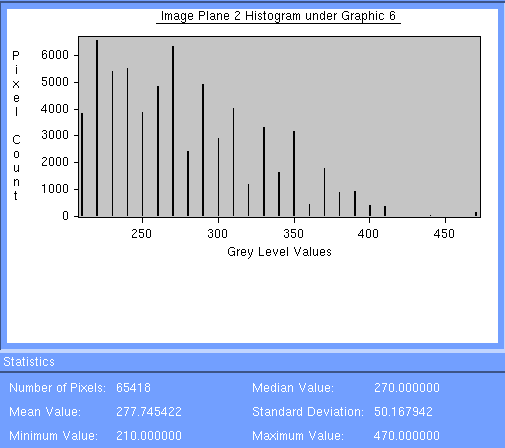 Image Plane 2 Histogram under Graphic 6
Pixel Count
6000
5000
4000
3000
2000
1000
0
250 300 350 400 450
Grey Level Values
Statistics
Number of Pixels: 65418 Median Value: 270.000000
Mean Value: 277.745422 Standard Deviation: 50.167942
Minimum Value: 210.000000 Maximum Value: 470.000000